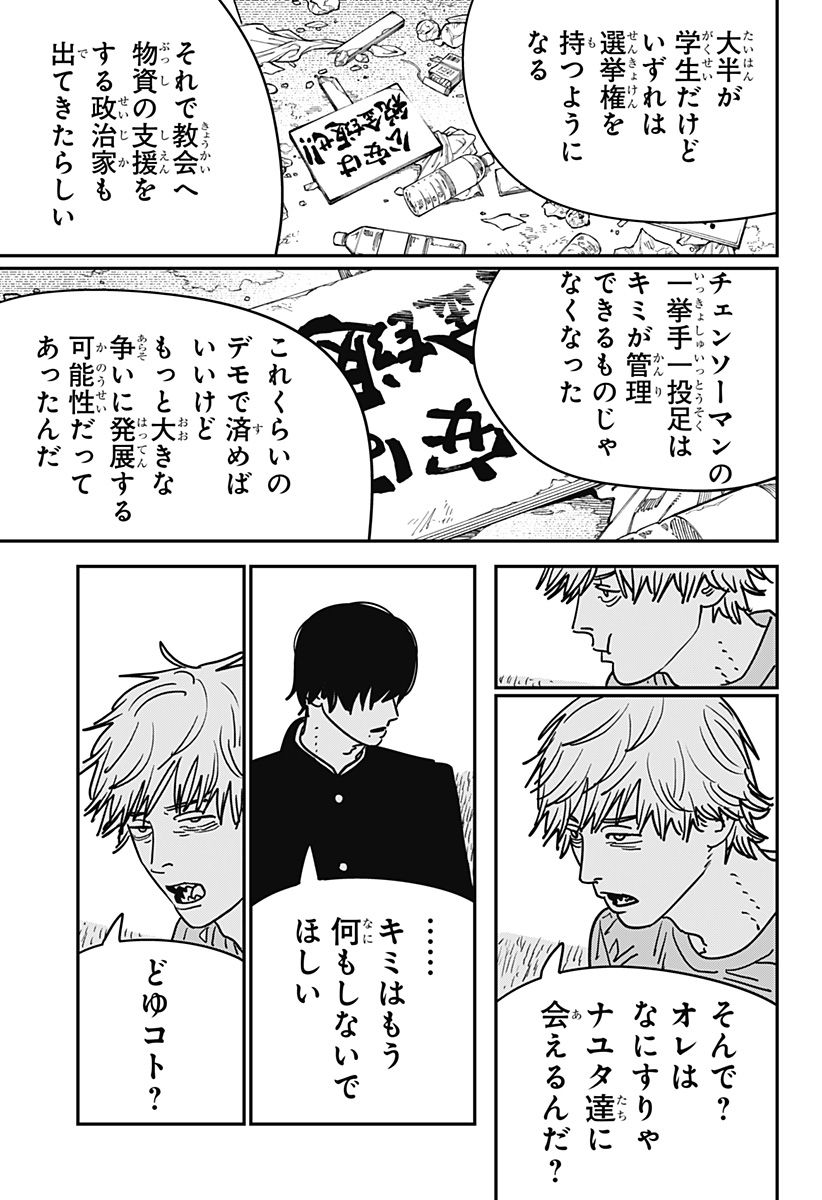 大半が
学生だけど
いずれは
選挙権を
持つように
なる
それで教会へ
物資の支援を
する政治家も
出てきたらしい
公安は
税金を返せ!!
チェンソーマンの
一挙手一投足は
キミが管理
できるものじゃ
なくなった
これくらいの
デモで済めば
いいけど
もっと大きな
争いに発展する
可能性だって
あったんだ
そんで?
オレは
なにすりゃ
ナユタ達に
会えるんだ?
……
キミはもう
何もしないで
ほしい
どゆコト?